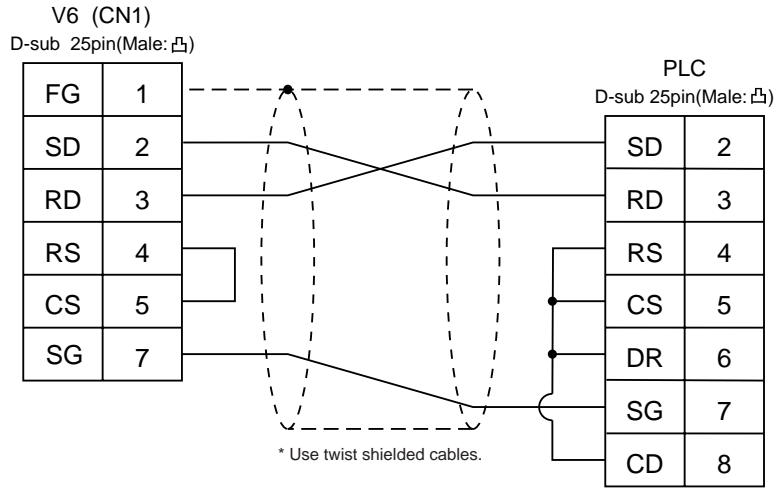 V6 (CN1)
D-sub 25pin(Male: 凸)
FG 1
SD 2
RD 3
RS 4
CS 5
SG 7
PLC
D-sub 25pin(Male: 凸)
SD 2
RD 3
RS 4
CS 5
DR 6
SG 7
CD 8
* Use twist shielded cables.